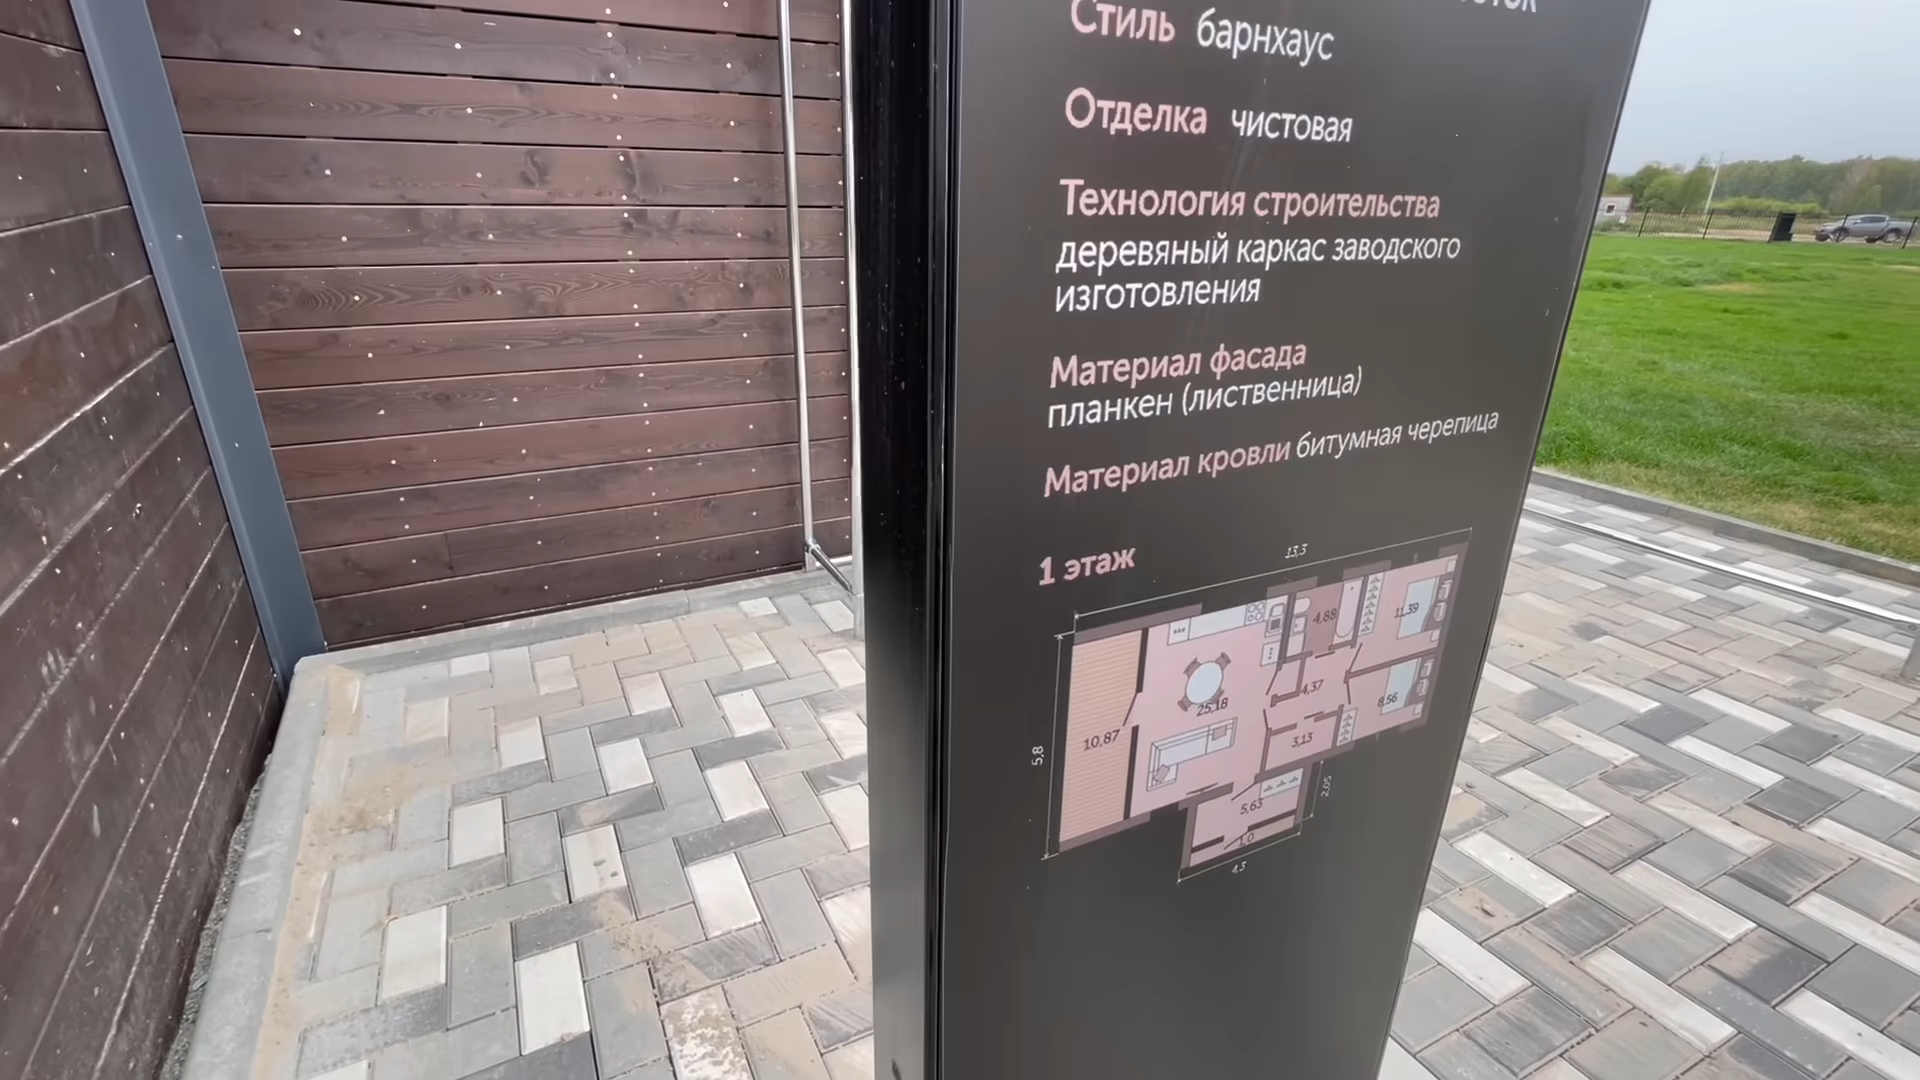 Стиль барнхаус
Отделка чистовая
Технология строительства
деревяный каркас заводского
изготовления
Материал фасада
планкен (лиственница)
Материал кровли битумная черепица
1 этаж
13,3
4,88
11,39
25,18
4,37
8,56
10,87
3,13
5,8
5,63
2,05
1,0
4,3